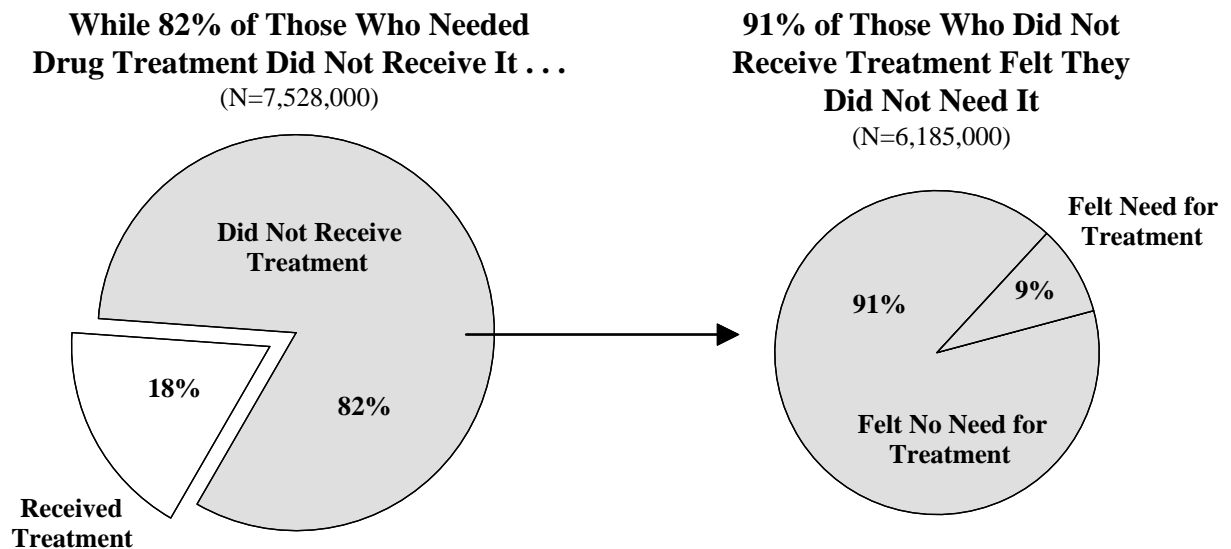 While 82% of Those Who Needed
Drug Treatment Did Not Receive It . . .
(N=7,528,000)
Did Not Receive
Treatment
18%
82%
Received
Treatment
91% of Those Who Did Not
Receive Treatment Felt They
Did Not Need It
(N=6,185,000)
Felt Need for
Treatment
91%
9%
Felt No Need for
Treatment